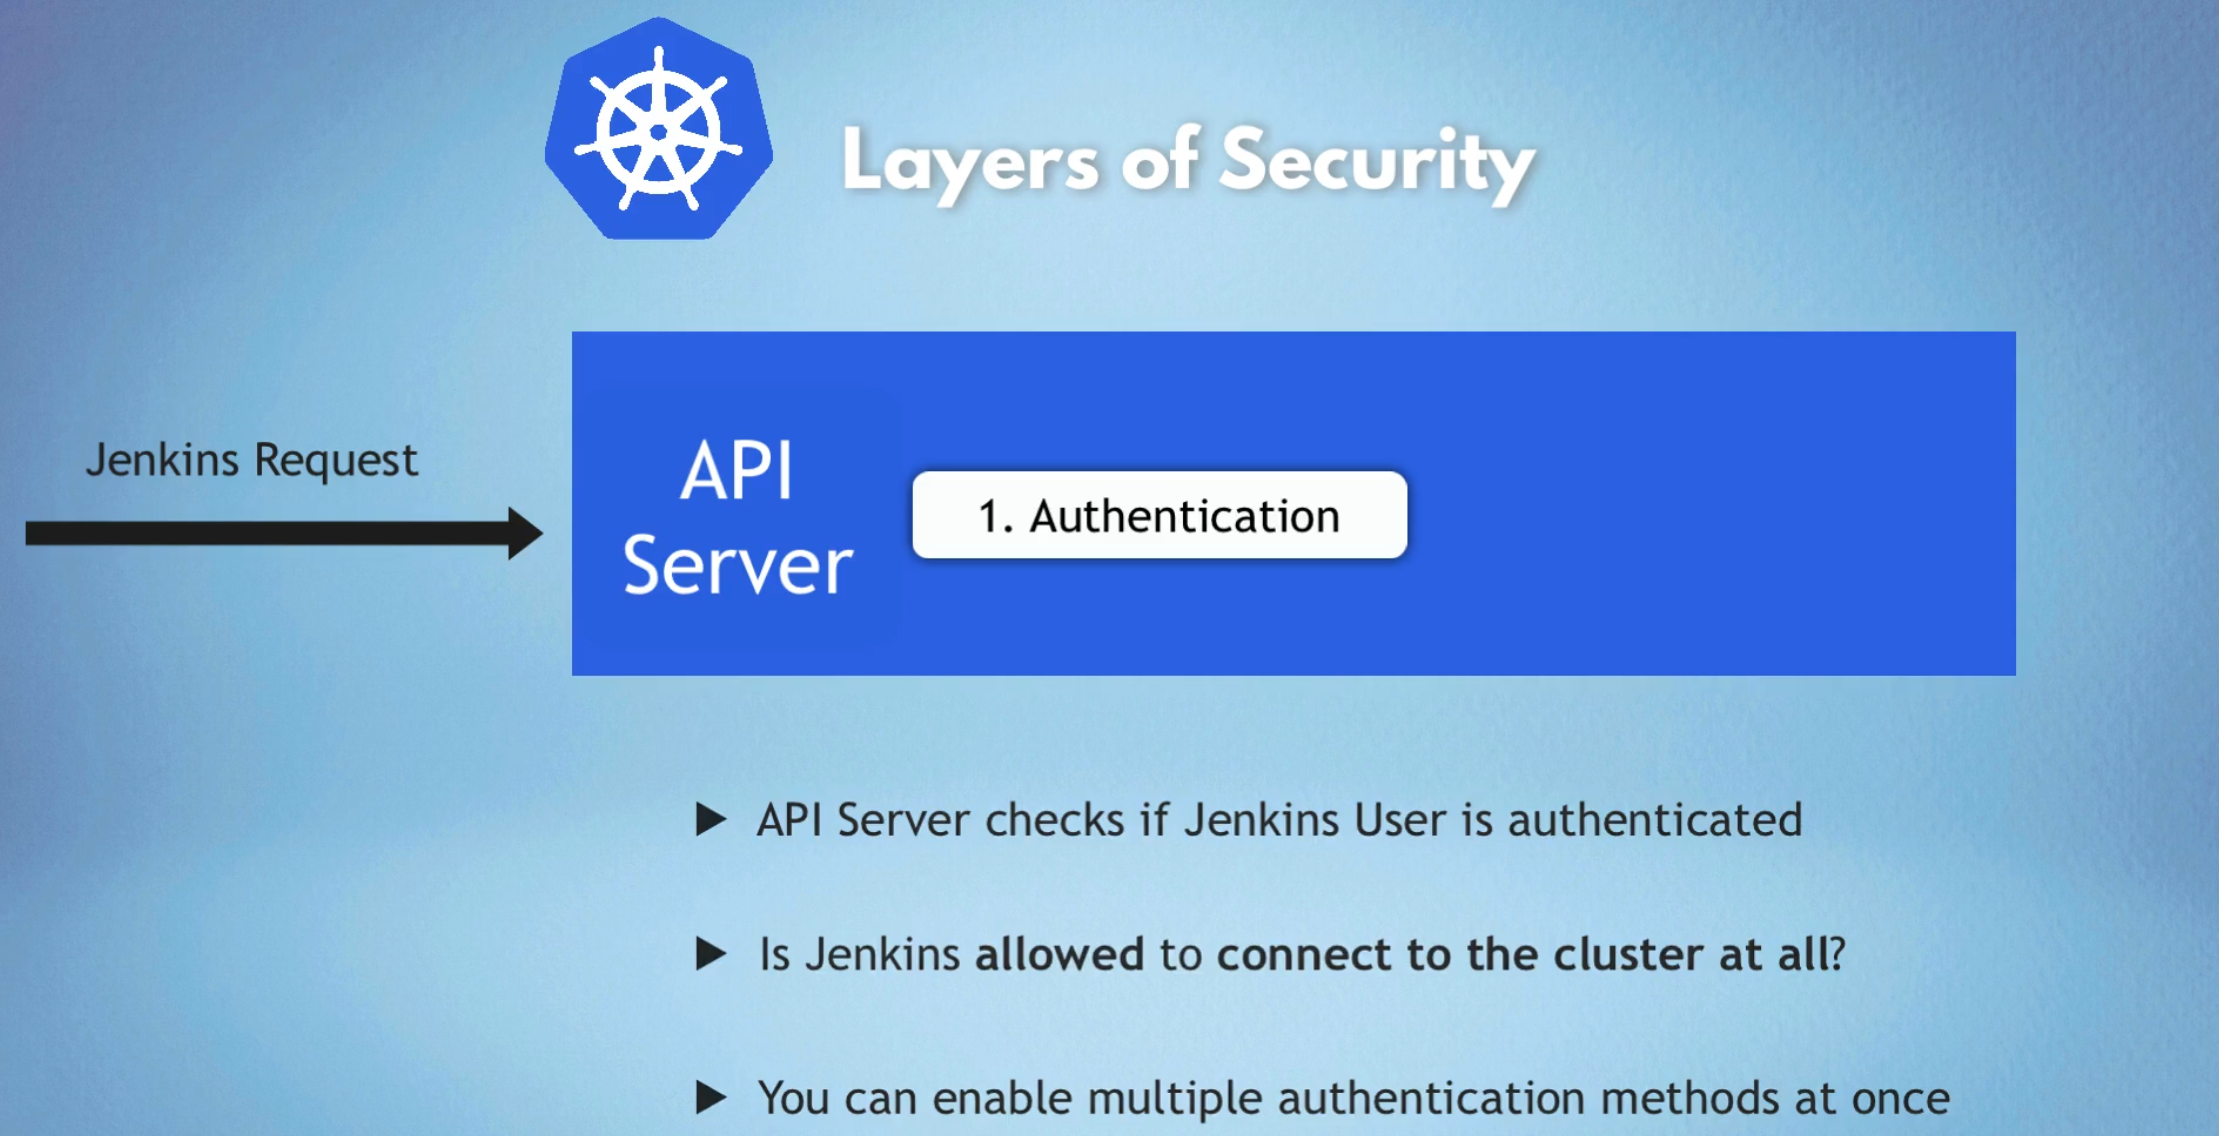 Layers of Security
Jenkins Request
API
Server
1. Authentication
API Server checks if Jenkins User is authenticated
Is Jenkins allowed to connect to the cluster at all?
You can enable multiple authentication methods at once